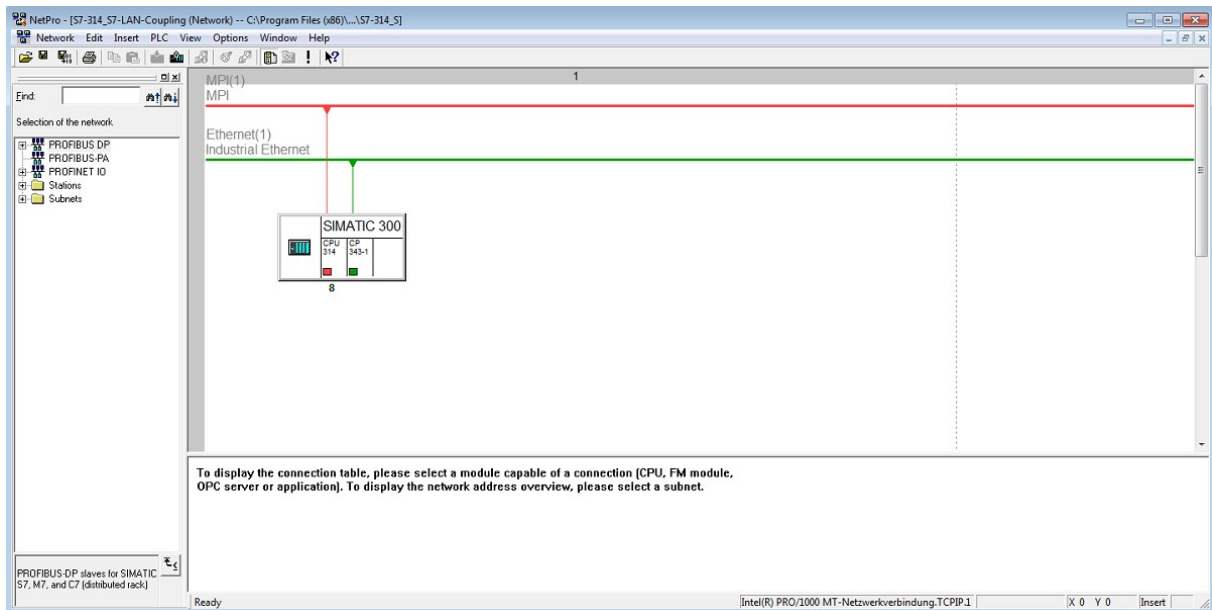 NetPro - [S7-314_S7-LAN-Coupling (Network) -- C:\Program Files (x86)\...\S7-314_S]
Network Edit Insert PLC View Options Window Help
Find:
Selection of the network
PROFIBUS DP
PROFIBUS-PA
PROFINET IO
Stations
Subnets
PROFIBUS-DP slaves for SIMATIC
S7, M7, and C7 (distributed rack)
1
MPI(1)
MPI
Ethernet(1)
Industrial Ethernet
SIMATIC 300
CPU CP
314 343-1
8
To display the connection table, please select a module capable of a connection (CPU, FM module,
OPC server or application). To display the network address overview, please select a subnet.
Ready Intel(R) PRO/1000 MT-Netzwerkverbindung.TCPIP.1 X 0 Y 0 Insert